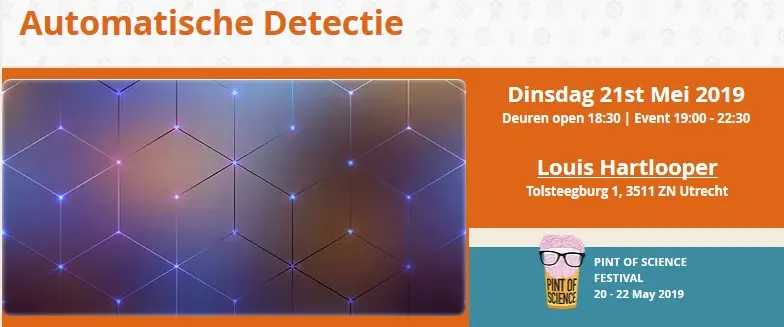 Automatische Detectie
Dinsdag 21st Mei 2019
Deuren open 18:30 | Event 19:00 - 22:30
Louis Hartlooper
Tolsteegburg 1, 3511 ZN Utrecht
PINT OF
SCIENCE
PINT OF SCIENCE
FESTIVAL
20 - 22 May 2019